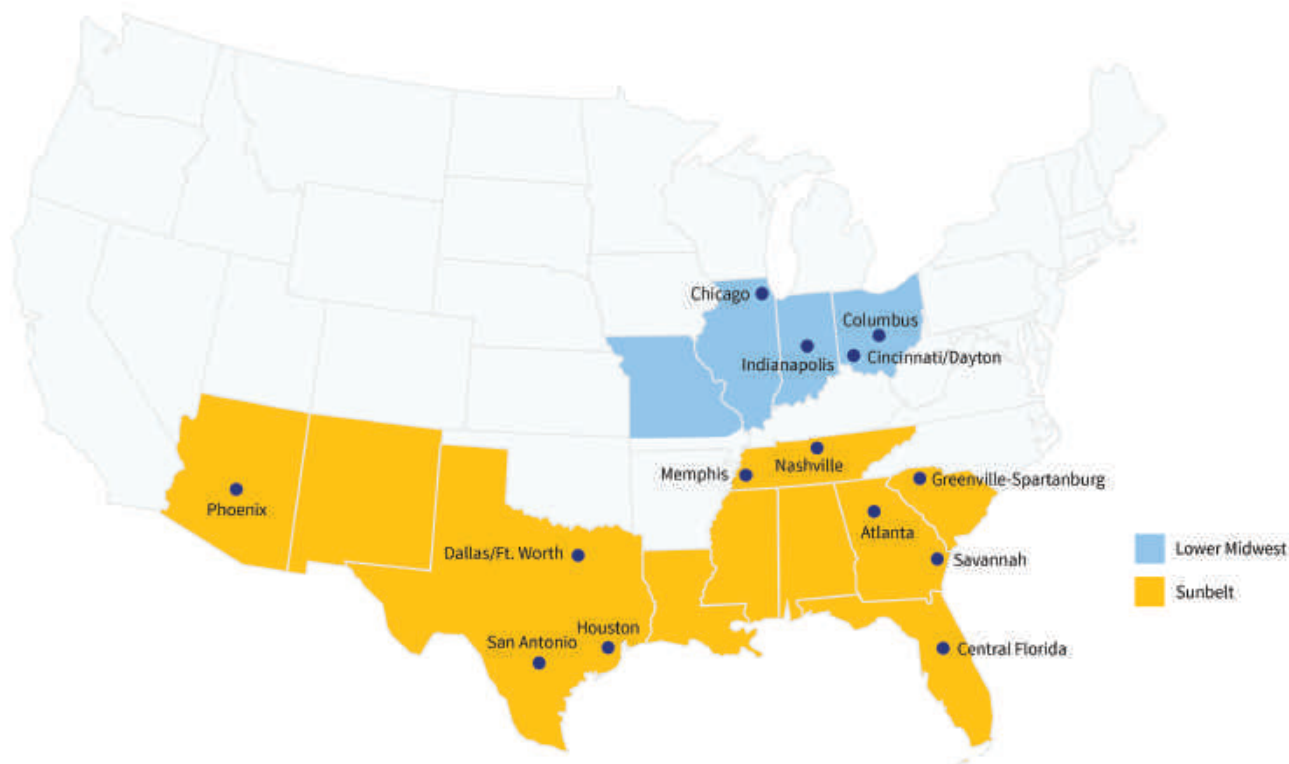 Chicago
Columbus
Cincinnati/Dayton
Indianapolis
Memphis
Nashville
Greenville-Spartanburg
Phoenix
Atlanta
Dallas/Ft. Worth
Savannah
Houston
San Antonio
Central Florida
Lower Midwest
Sunbelt